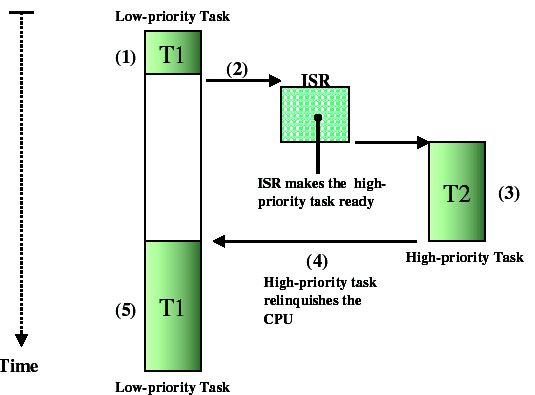 Low-priority Task
(1)
T1
(2)
ISR
ISR makes the high-
priority task ready
T2
(3)
High-priority Task
(4)
High-priority task
relinquishes the
CPU
(5)
T1
Time
Low-priority Task